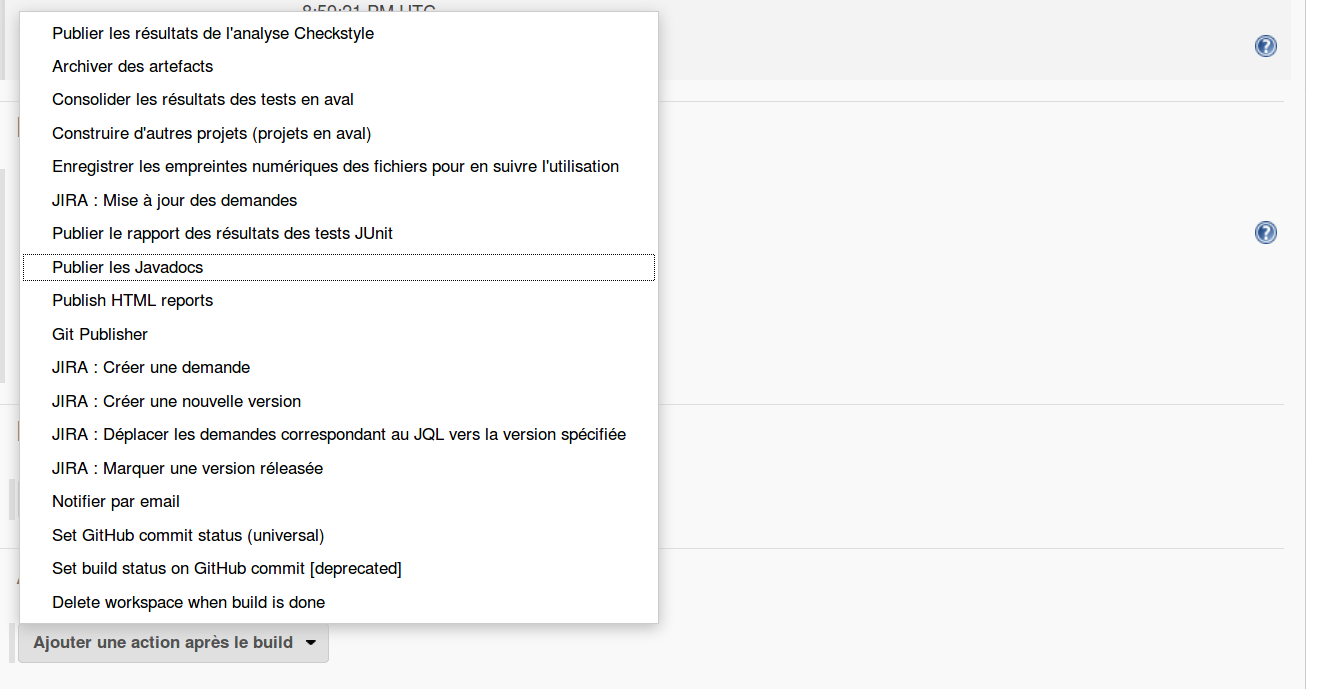 8:59:21 PM UTC
Publier les résultats de l'analyse Checkstyle
Archiver des artefacts
Consolider les résultats des tests en aval
Construire d'autres projets (projets en aval)
Enregistrer les empreintes numériques des fichiers pour en suivre l'utilisation
JIRA : Mise à jour des demandes
Publier le rapport des résultats des tests JUnit
Publier les Javadocs
Publish HTML reports
Git Publisher
JIRA : Créer une demande
JIRA : Créer une nouvelle version
JIRA : Déplacer les demandes correspondant au JQL vers la version spécifiée
JIRA : Marquer une version réleasée
Notifier par email
Set GitHub commit status (universal)
Set build status on GitHub commit [deprecated]
Delete workspace when build is done
Ajouter une action après le build